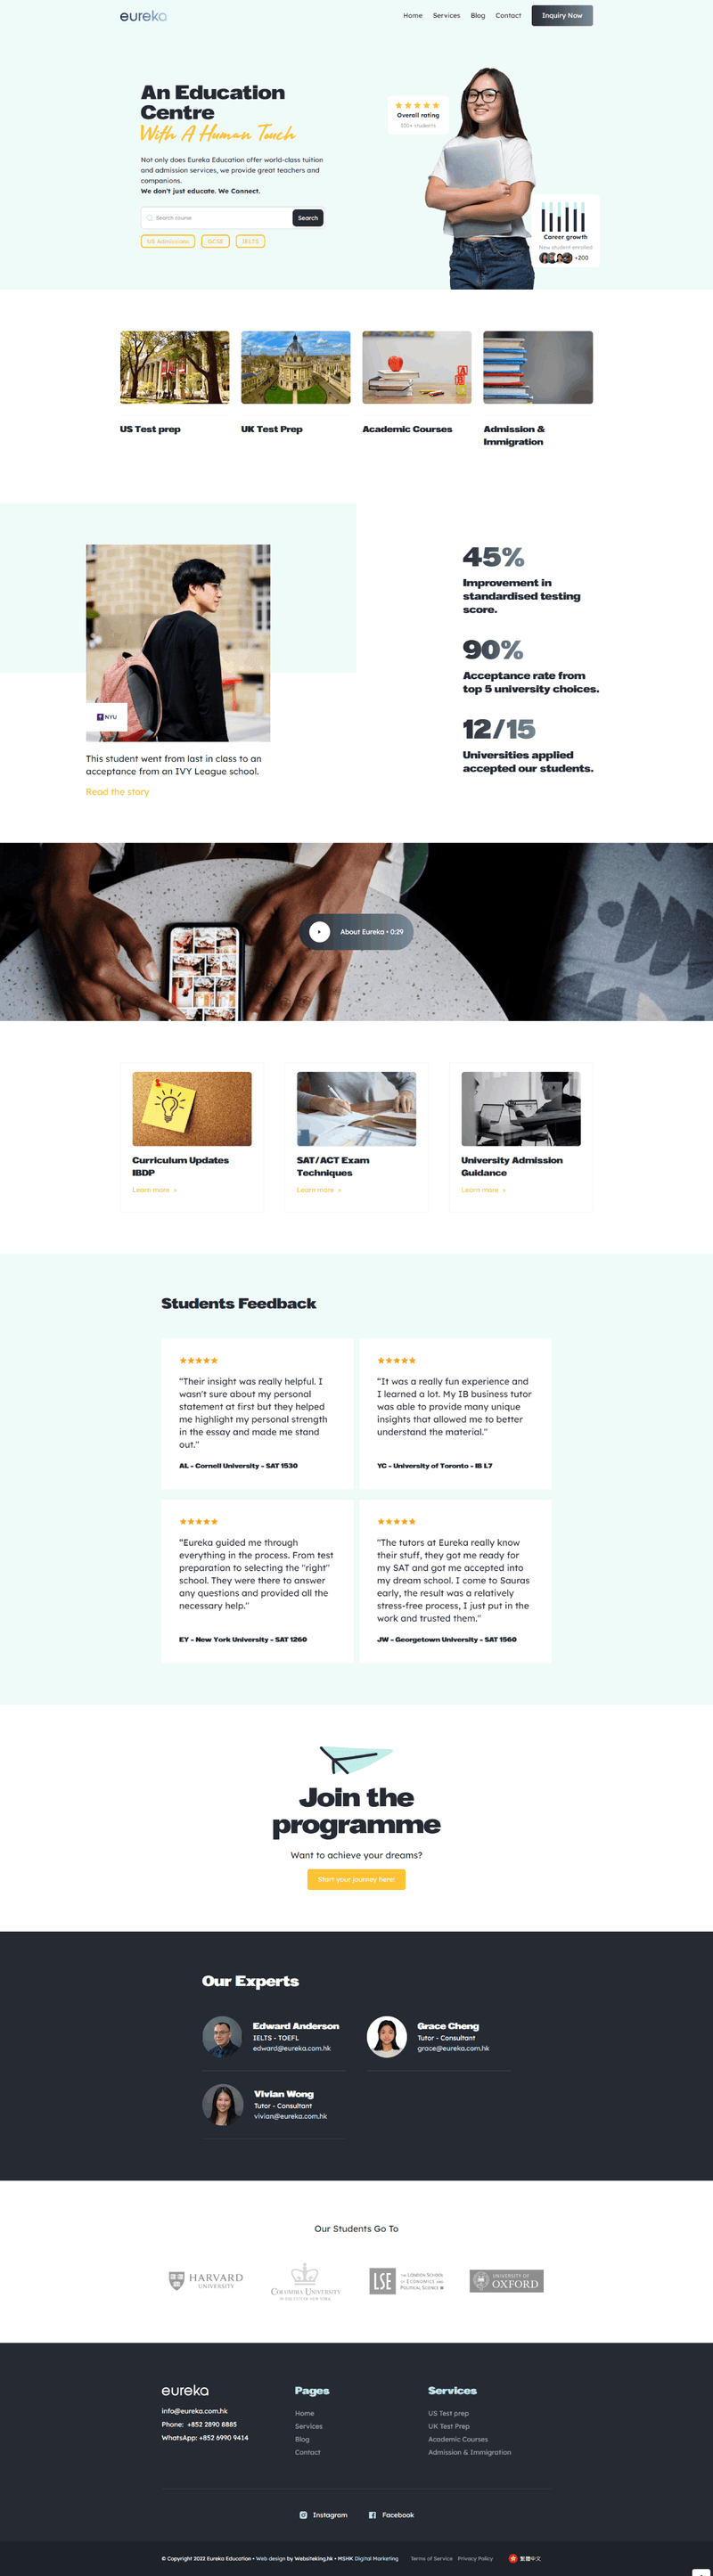 eureka
Home Services Blog Contact Inquiry Now
An Education
Centre
With A Human Touch
Not only does Eureka Education offer world-class tuition
and admission services, we provide great teachers and
companions.
We don't just educate. We Connect.
Search course
Search
US Admissions GCSE IELTS
Overall rating
Career growth
New student enrolled
+200
US Test prep
UK Test Prep
Academic Courses
Admission &
Immigration
NYU
This student went from last in class to an
acceptance from an IVY League school.
Read the story
45%
Improvement in
standardised testing
score.
90%
Acceptance rate from
top 5 university choices.
12/15
Universities applied
accepted our students.
About Eureka • 0:29
Curriculum Updates
IBDP
Learn more »
SAT/ACT Exam
Techniques
Learn more »
University Admission
Guidance
Learn more »
Students Feedback
"Their insight was really helpful. I
wasn't sure about my personal
statement at first but they helped
me highlight my personal strength
in the essay and made me stand
out."
AL - Cornell University - SAT 1530
"It was a really fun experience and
I learned a lot. My IB business tutor
was able to provide many unique
insights that allowed me to better
understand the material."
YC - University of Toronto - IB L7
"Eureka guided me through
everything in the process. From test
preparation to selecting the "right"
school. They were there to answer
any questions and provided all the
necessary help."
EY - New York University - SAT 1260
"The tutors at Eureka really know
their stuff, they got me ready for
my SAT and got me accepted into
my dream school. I come to Sauras
early, the result was a relatively
stress-free process, I just put in the
work and trusted them."
JW - Georgetown University - SAT 1560
Join the
programme
Want to achieve your dreams?
Start your journey here!
Our Experts
Edward Anderson
IELTS - TOEFL
edward@eureka.com.hk
Grace Cheng
Tutor - Consultant
grace@eureka.com.hk
Vivian Wong
Tutor - Consultant
vivian@eureka.com.hk
Our Students Go To
HARVARD
UNIVERSITY
COLUMBIA UNIVERSITY
IN THE CITY OF NEW YORK
LSE
THE LONDON SCHOOL
OF ECONOMICS AND
POLITICAL SCIENCE
UNIVERSITY OF
OXFORD
eureka
info@eureka.com.hk
Phone: +852 2890 8885
WhatsApp: +852 6990 9414
Pages
Home
Services
Blog
Contact
Services
US Test prep
UK Test Prep
Academic Courses
Admission & Immigration
Instagram
Facebook
© Copyright 2022 Eureka Education • Web design by Websiteking.hk • MSHK Digital Marketing
Terms of Service Privacy Policy
繁體中文